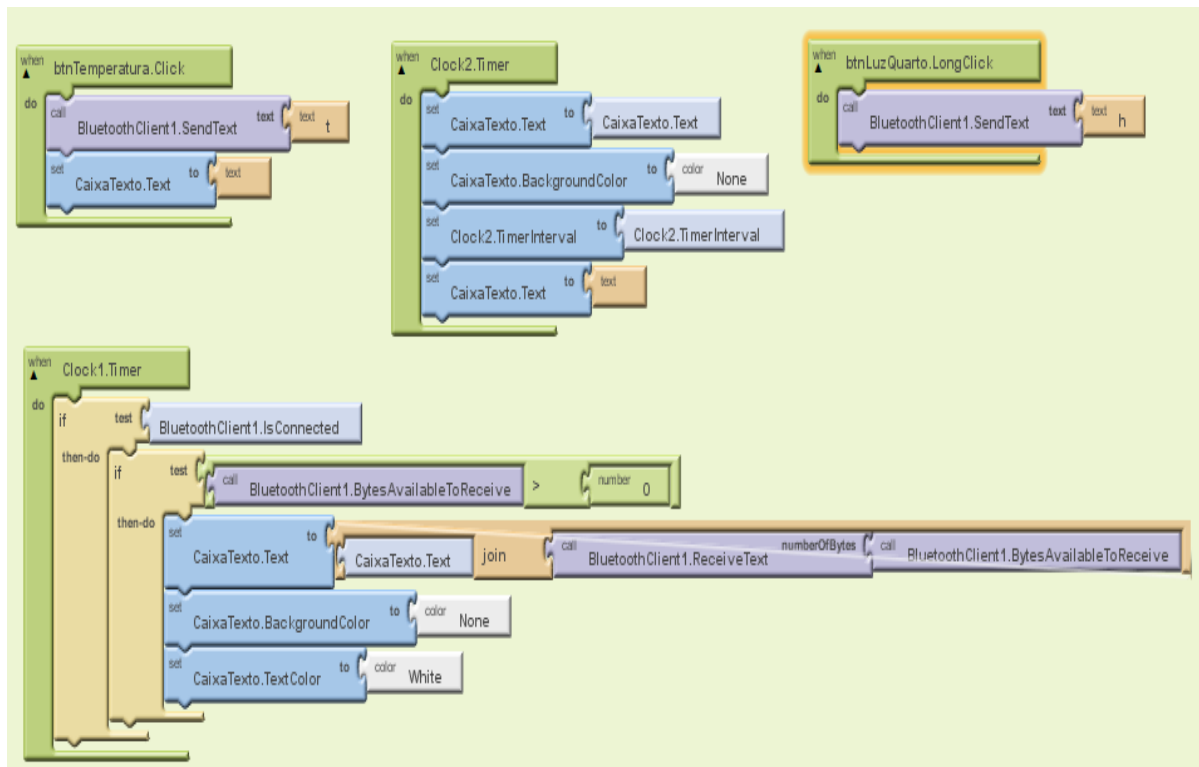 when btnTemperatura.Click
do call BluetoothClient1.SendText text text t
set CaixaTexto.Text to text
when Clock2.Timer
do set CaixaTexto.Text to CaixaTexto.Text
set CaixaTexto.BackgroundColor to color None
set Clock2.TimerInterval to Clock2.TimerInterval
set CaixaTexto.Text to text
when btnLuzQuarto.LongClick
do call BluetoothClient1.SendText text text h
when Clock1.Timer
do if test BluetoothClient1.IsConnected
then-do if test call BluetoothClient1.BytesAvailableToReceive > number 0
then-do set CaixaTexto.Text to CaixaTexto.Text join call BluetoothClient1.ReceiveText numberOfBytes call BluetoothClient1.BytesAvailableToReceive
set CaixaTexto.BackgroundColor to color None
set CaixaTexto.TextColor to color White